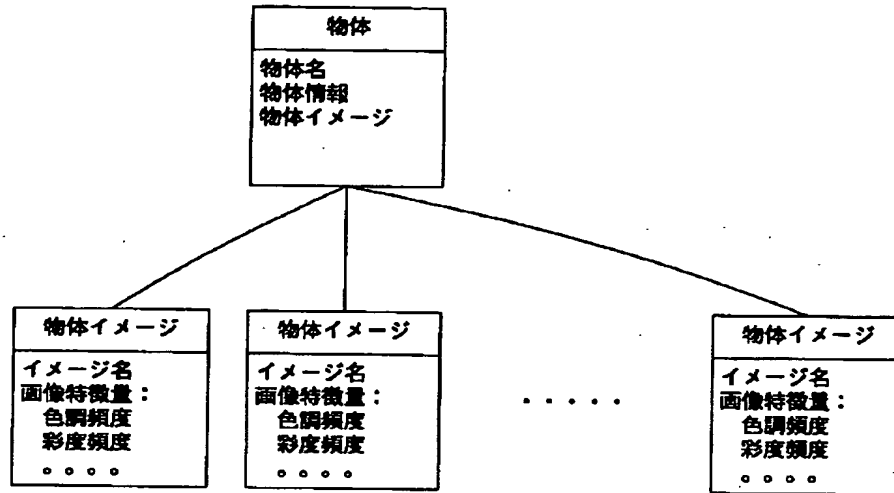 物体
物体名
物体情報
物体イメージ
物体イメージ
イメージ名
画像特徴量：
色調頻度
彩度頻度
。。。。
物体イメージ
イメージ名
画像特徴量：
色調頻度
彩度頻度
。。。。
・・・・・
物体イメージ
イメージ名
画像特徴量：
色調頻度
彩度頻度
。。。。